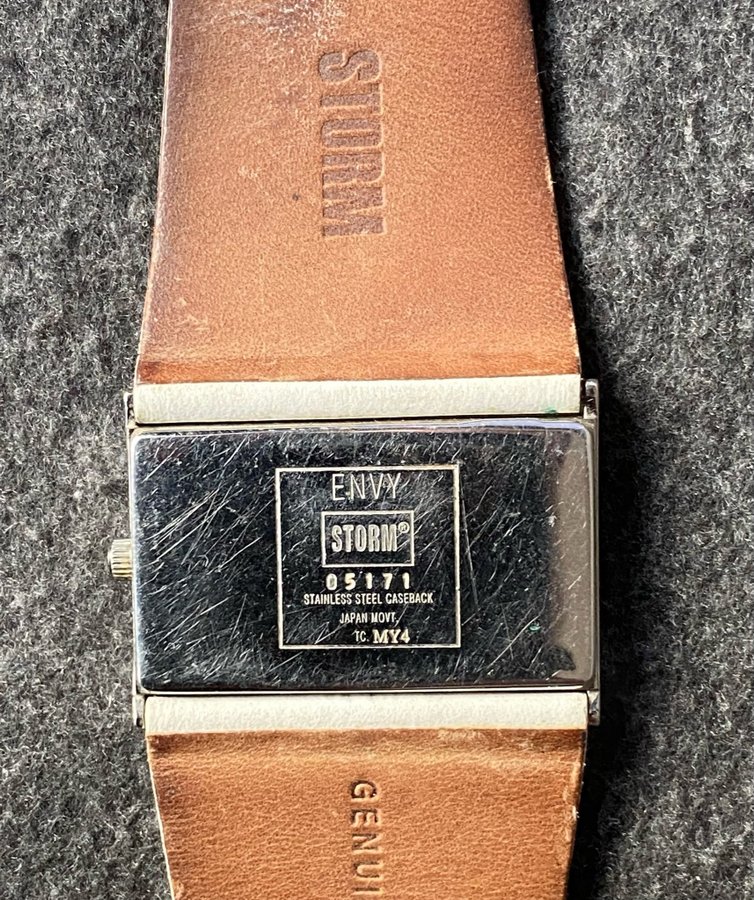 STORM
ENVY
STORM®
05171
STAINLESS STEEL CASEBACK
JAPAN MOVT.
TC. MY4
GENUI